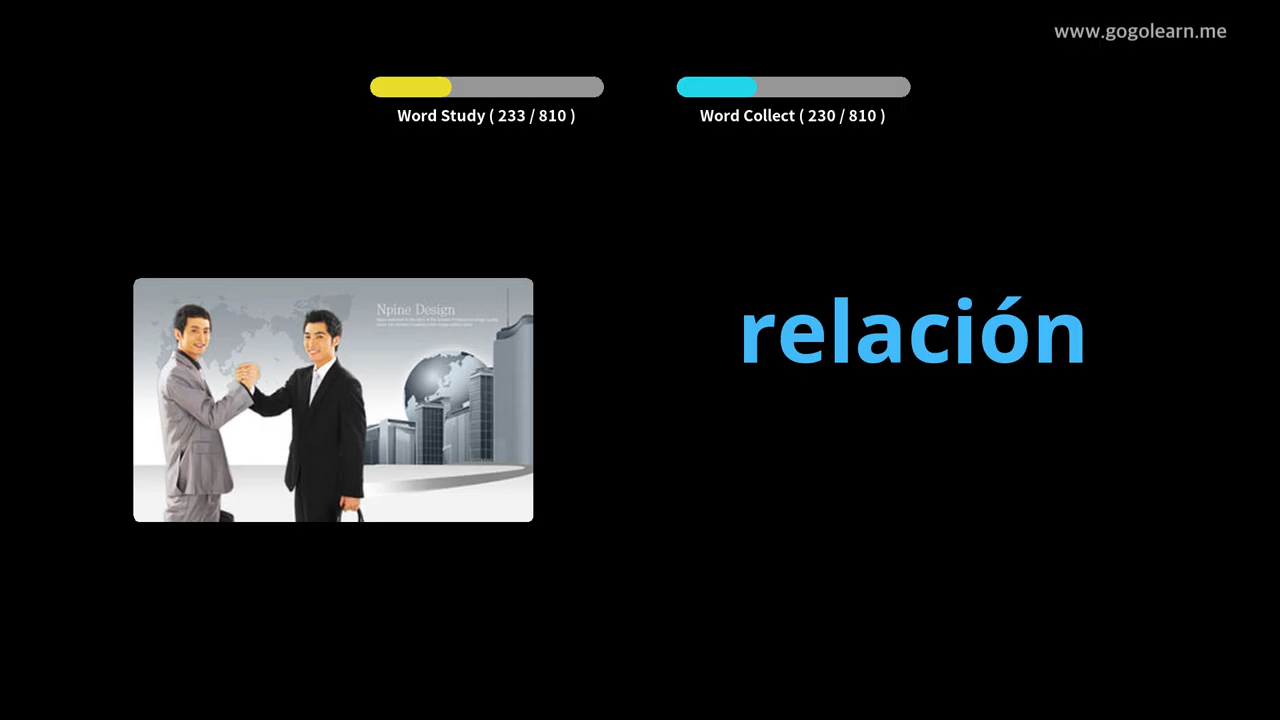 www.gogolearn.me
Word Study ( 233 / 810 )
Word Collect ( 230 / 810 )
Npine Design
relación